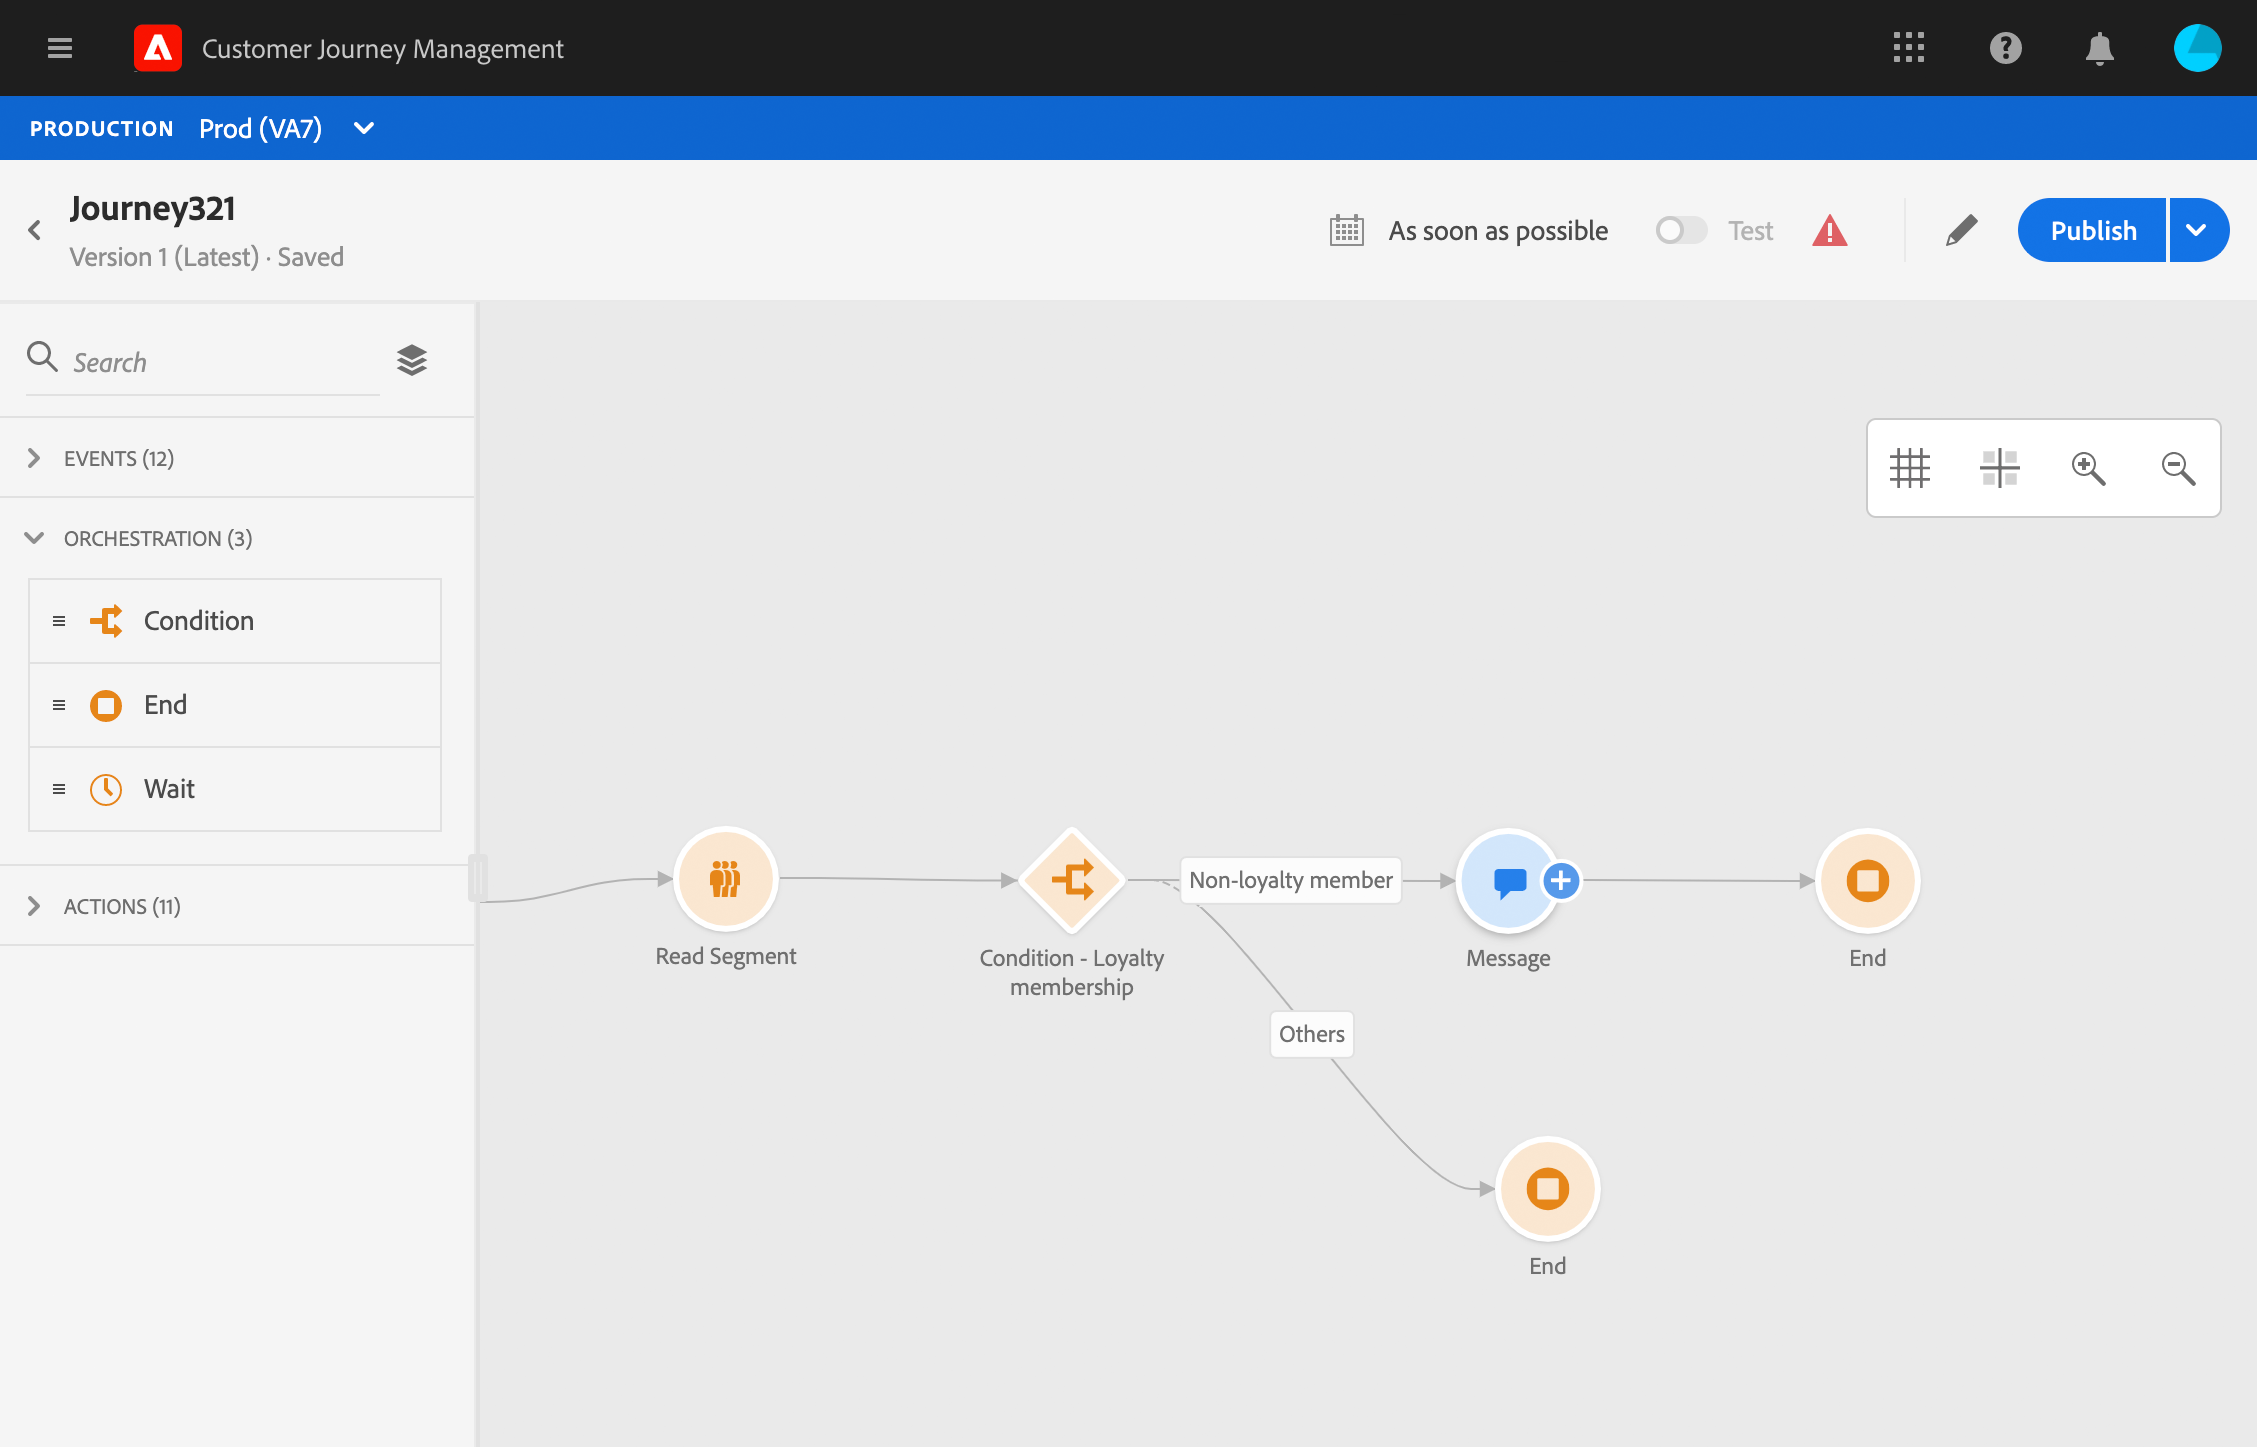 Customer Journey Management
PRODUCTION Prod (VA7)
Journey321
Version 1 (Latest) · Saved
As soon as possible
Test
Publish
Search
EVENTS (12)
ORCHESTRATION (3)
Condition
End
Wait
ACTIONS (11)
Read Segment
Condition - Loyalty
membership
Non-loyalty member
Message
End
Others
End